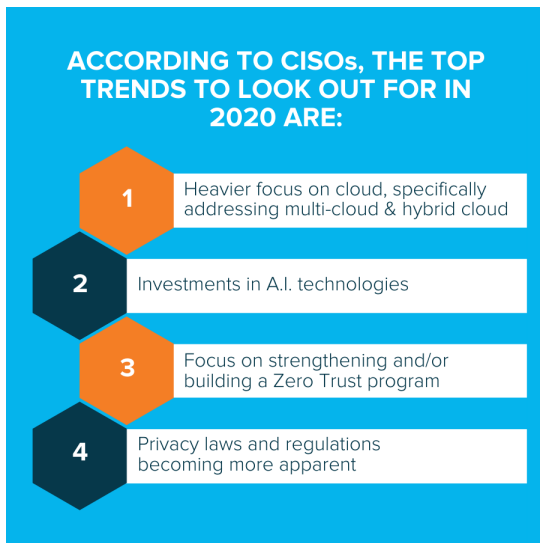 ACCORDING TO CISOs, THE TOP
TRENDS TO LOOK OUT FOR IN
2020 ARE:
1
Heavier focus on cloud, specifically
addressing multi-cloud & hybrid cloud
2
Investments in A.I. technologies
3
Focus on strengthening and/or
building a Zero Trust program
4
Privacy laws and regulations
becoming more apparent